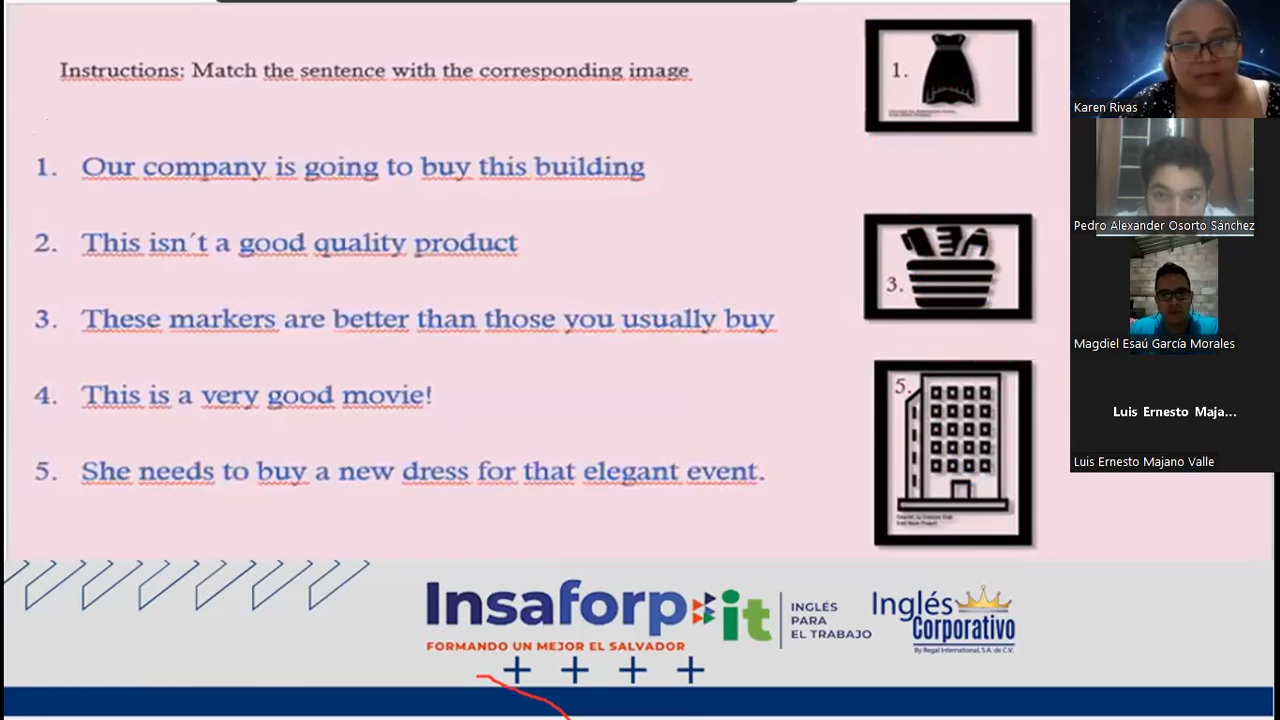 Instructions: Match the sentence with the corresponding image
1. Our company is going to buy this building
2. This isn´t a good quality product
3. These markers are better than those you usually buy
4. This is a very good movie!
5. She needs to buy a new dress for that elegant event.
1.
3.
5.
Karen Rivas
Pedro Alexander Osorto Sánchez
Magdiel Esaú García Morales
Luis Ernesto Maja...
Luis Ernesto Majano Valle
Insaforp
FORMANDO UN MEJOR EL SALVADOR
it
INGLÉS
PARA
EL TRABAJO
Inglés
Corporativo
By Regal International, S.A. de C.V.